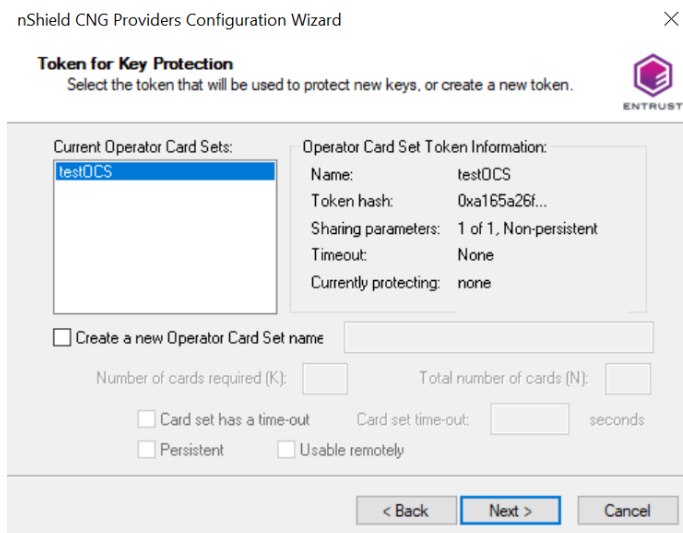 nShield CNG Providers Configuration Wizard
Token for Key Protection
Select the token that will be used to protect new keys, or create a new token.
ENTRUST
Current Operator Card Sets:
testOCS
Operator Card Set Token Information:
Name: testOCS
Token hash: 0xa165a26f...
Sharing parameters: 1 of 1, Non-persistent
Timeout: None
Currently protecting: none
Create a new Operator Card Set name
Number of cards required (K): Total number of cards (N):
Card set has a time-out Card set time-out: seconds
Persistent Usable remotely
< Back Next > Cancel